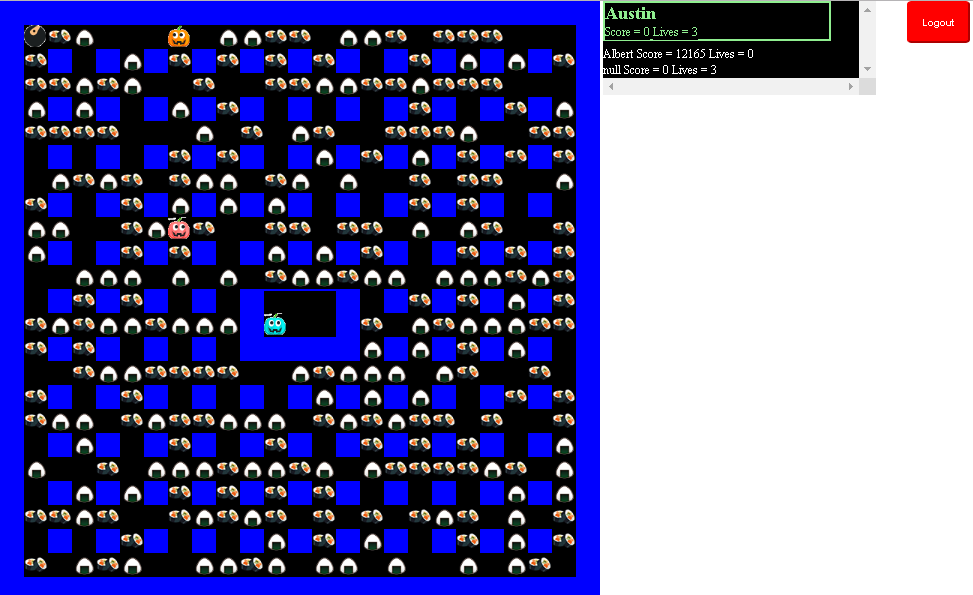 Austin
Score = 0 Lives = 3
Albert Score = 12165 Lives = 0
null Score = 0 Lives = 3
Logout